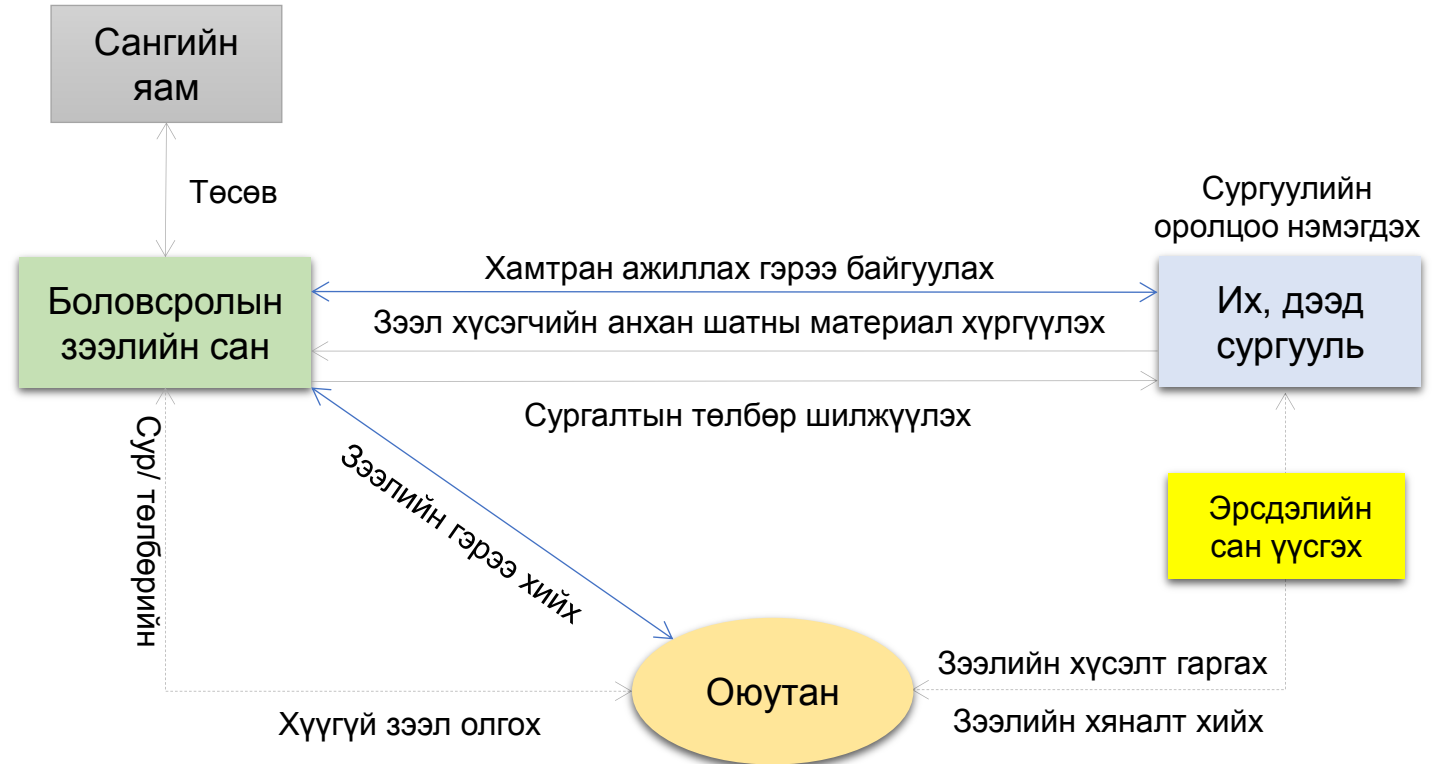 Сангийн
яам
Төсөв
Сургуулийн
оролцоо нэмэгдэх
Хамтран ажиллах гэрээ байгуулах
Боловсролын
зээлийн сан
Их, дээд
сургууль
Зээл хүсэгчийн анхан шатны материал хүргүүлэх
Сургалтын төлбөр шилжүүлэх
Сур/ төлбөрийн
Зээлийн гэрээ хийх
Эрсдэлийн
сан үүсгэх
Оюутан
Зээлийн хүсэлт гаргах
Хүүгүй зээл олгох
Зээлийн хяналт хийх